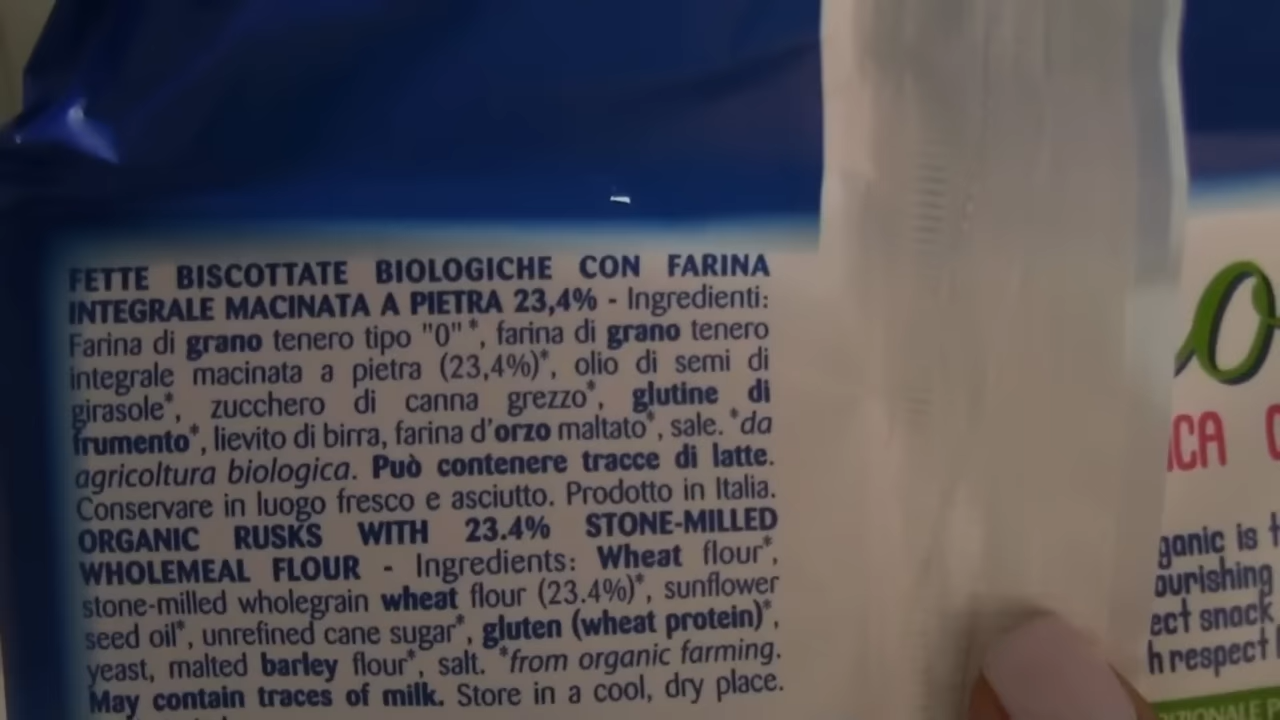 FETTE BISCOTTATE BIOLOGICHE CON FARINA
INTEGRALE MACINATA A PIETRA 23,4% - Ingredienti:
Farina di grano tenero tipo "0"*, farina di grano tenero
integrale macinata a pietra (23,4%)*, olio di semi di
girasole*, zucchero di canna grezzo*, glutine di
frumento*, lievito di birra, farina d'orzo maltato*, sale. *da
agricoltura biologica. Può contenere tracce di latte.
Conservare in luogo fresco e asciutto. Prodotto in Italia.
ORGANIC RUSKS WITH 23.4% STONE-MILLED
WHOLEMEAL FLOUR - Ingredients: Wheat flour*,
stone-milled wholegrain wheat flour (23.4%)*, sunflower
seed oil*, unrefined cane sugar*, gluten (wheat protein)*,
yeast, malted barley flour*, salt. *from organic farming.
May contain traces of milk. Store in a cool, dry place.
ganic is
ourishing
ect snack
h respect